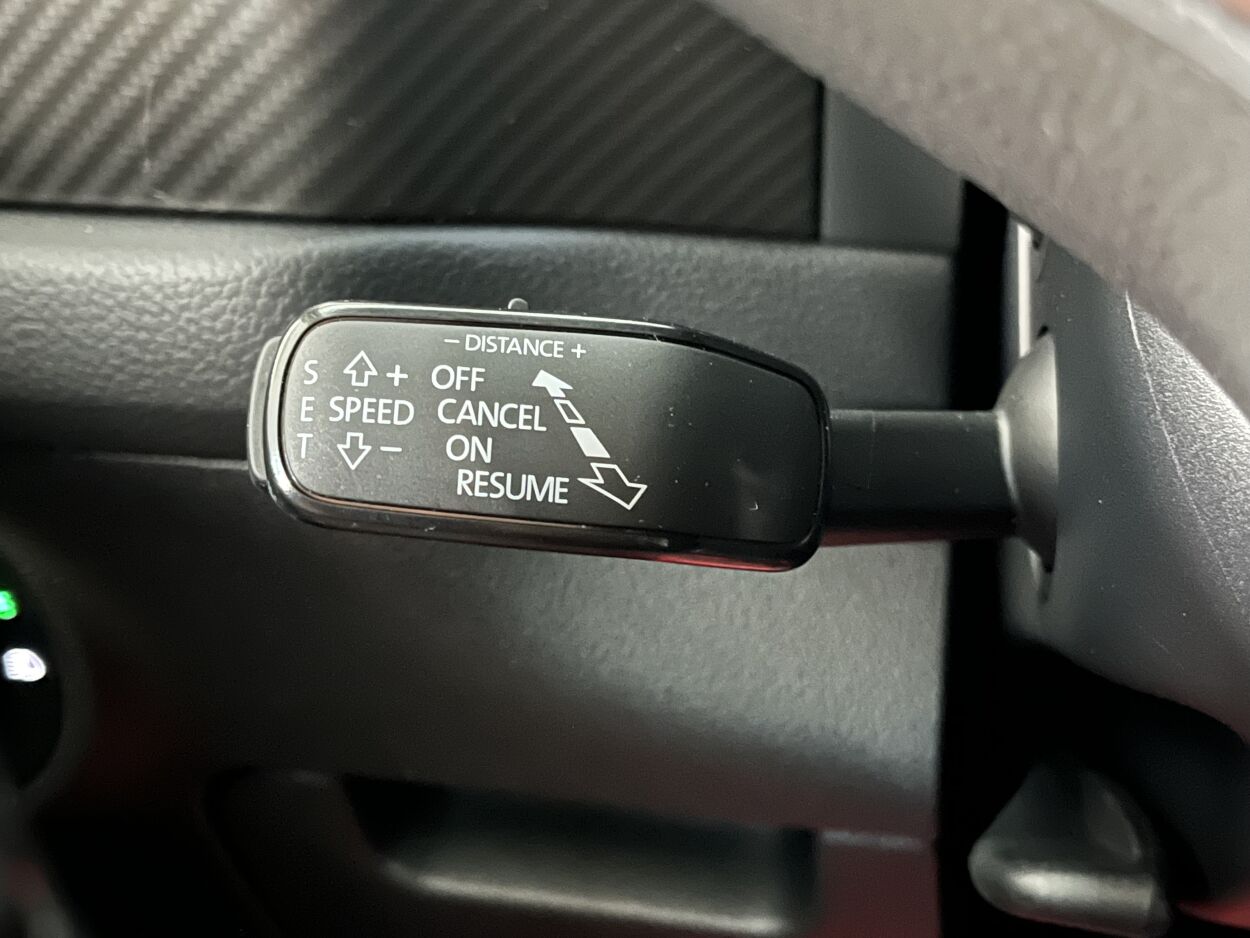 − DISTANCE +
S + OFF
E SPEED CANCEL
T − ON
RESUME